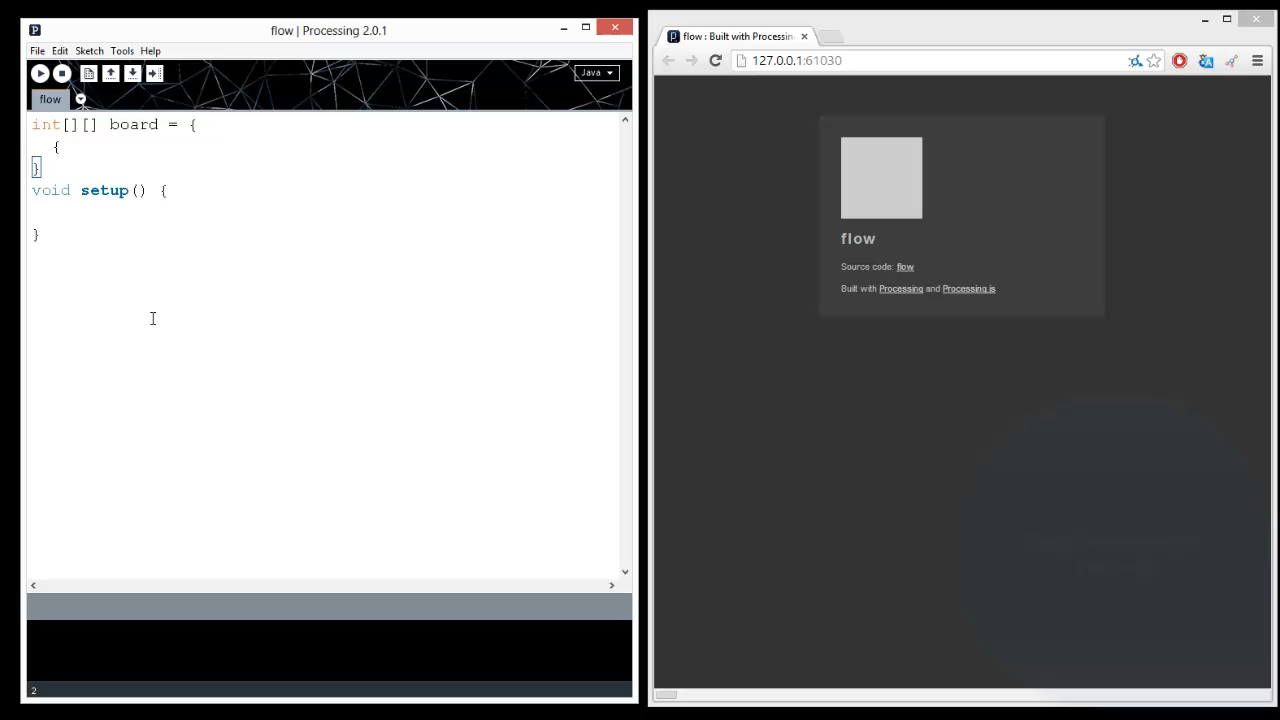 flow | Processing 2.0.1
File Edit Sketch Tools Help
Java
flow
int[][] board = {
{
}
void setup() {
}
2
flow : Built with Processin
127.0.0.1:61030
flow
Source code: flow
Built with Processing and Processing.js